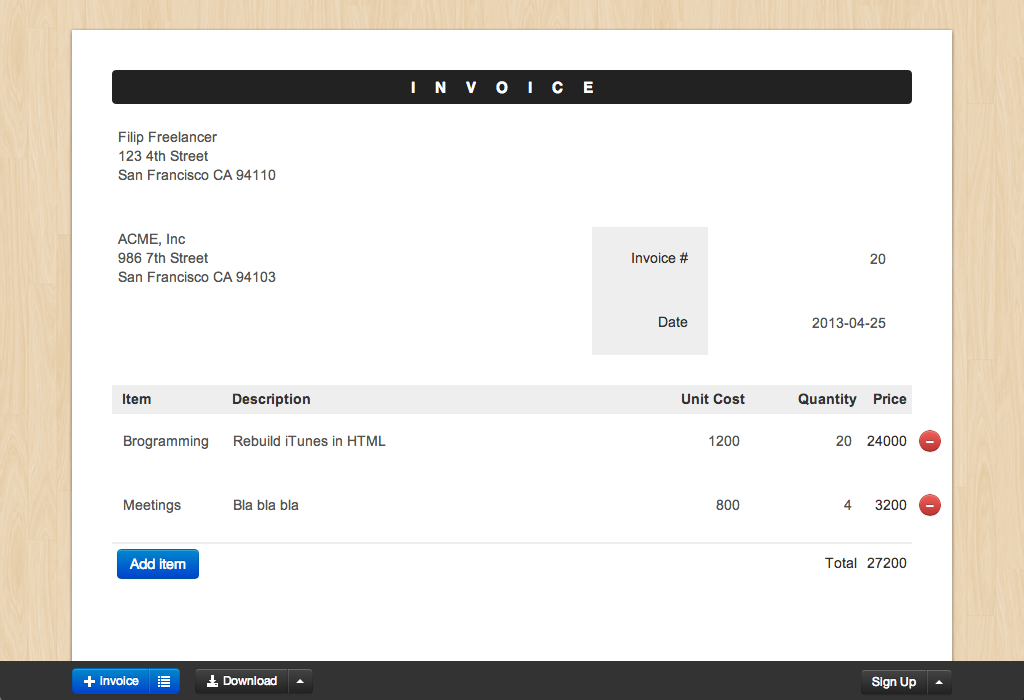 I N V O I C E
Filip Freelancer
123 4th Street
San Francisco CA 94110
ACME, Inc
986 7th Street
San Francisco CA 94103
Invoice # 20
Date 2013-04-25
Item Description Unit Cost Quantity Price
Brogramming Rebuild iTunes in HTML 1200 20 24000
Meetings Bla bla bla 800 4 3200
Add item Total 27200
Invoice Download Sign Up